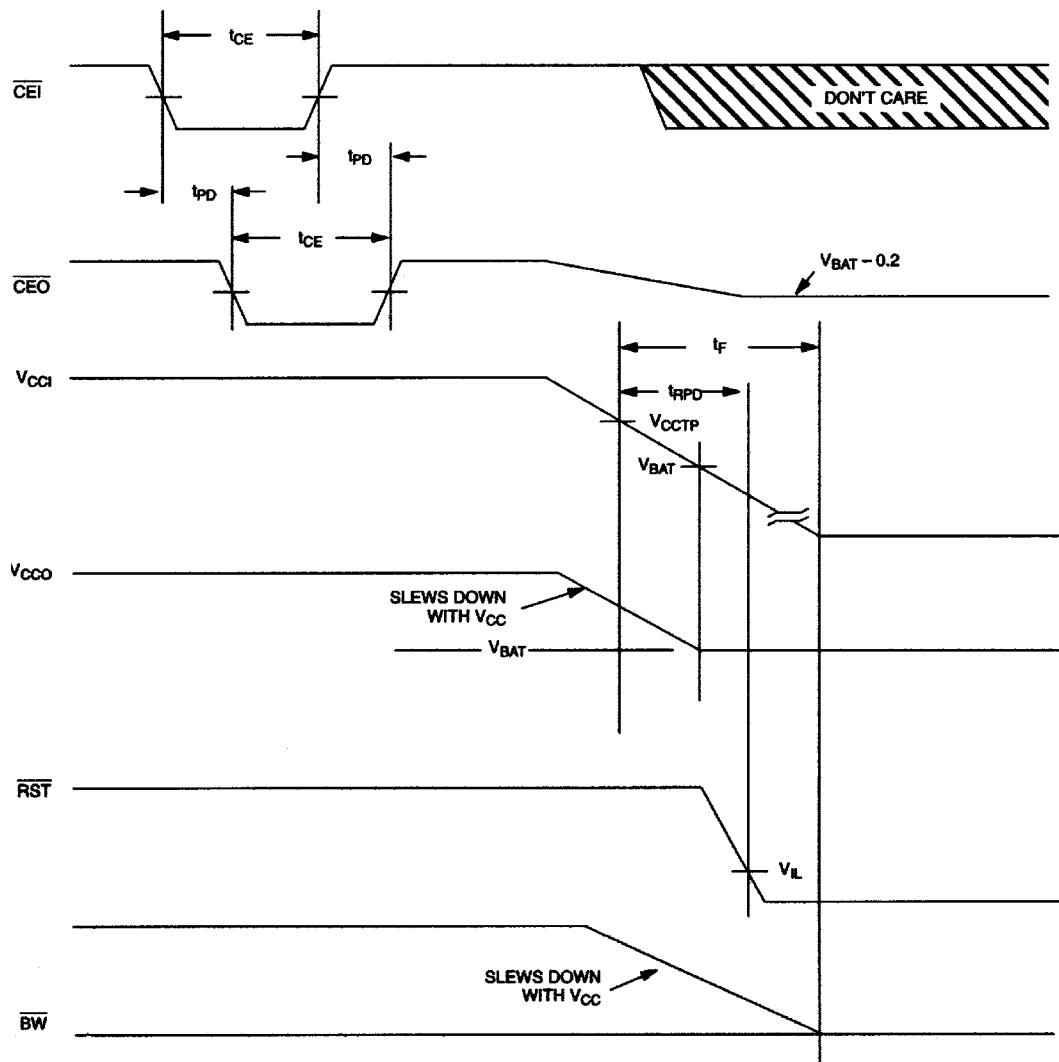 tCE
CEI
DON'T CARE
tPD
tPD
tCE
CEO
VBAT – 0.2
tF
VCCI
tRPD
VCCTP
VBAT
VCCO
SLEWS DOWN
WITH VCC
VBAT
RST
VIL
SLEWS DOWN
WITH VCC
BW